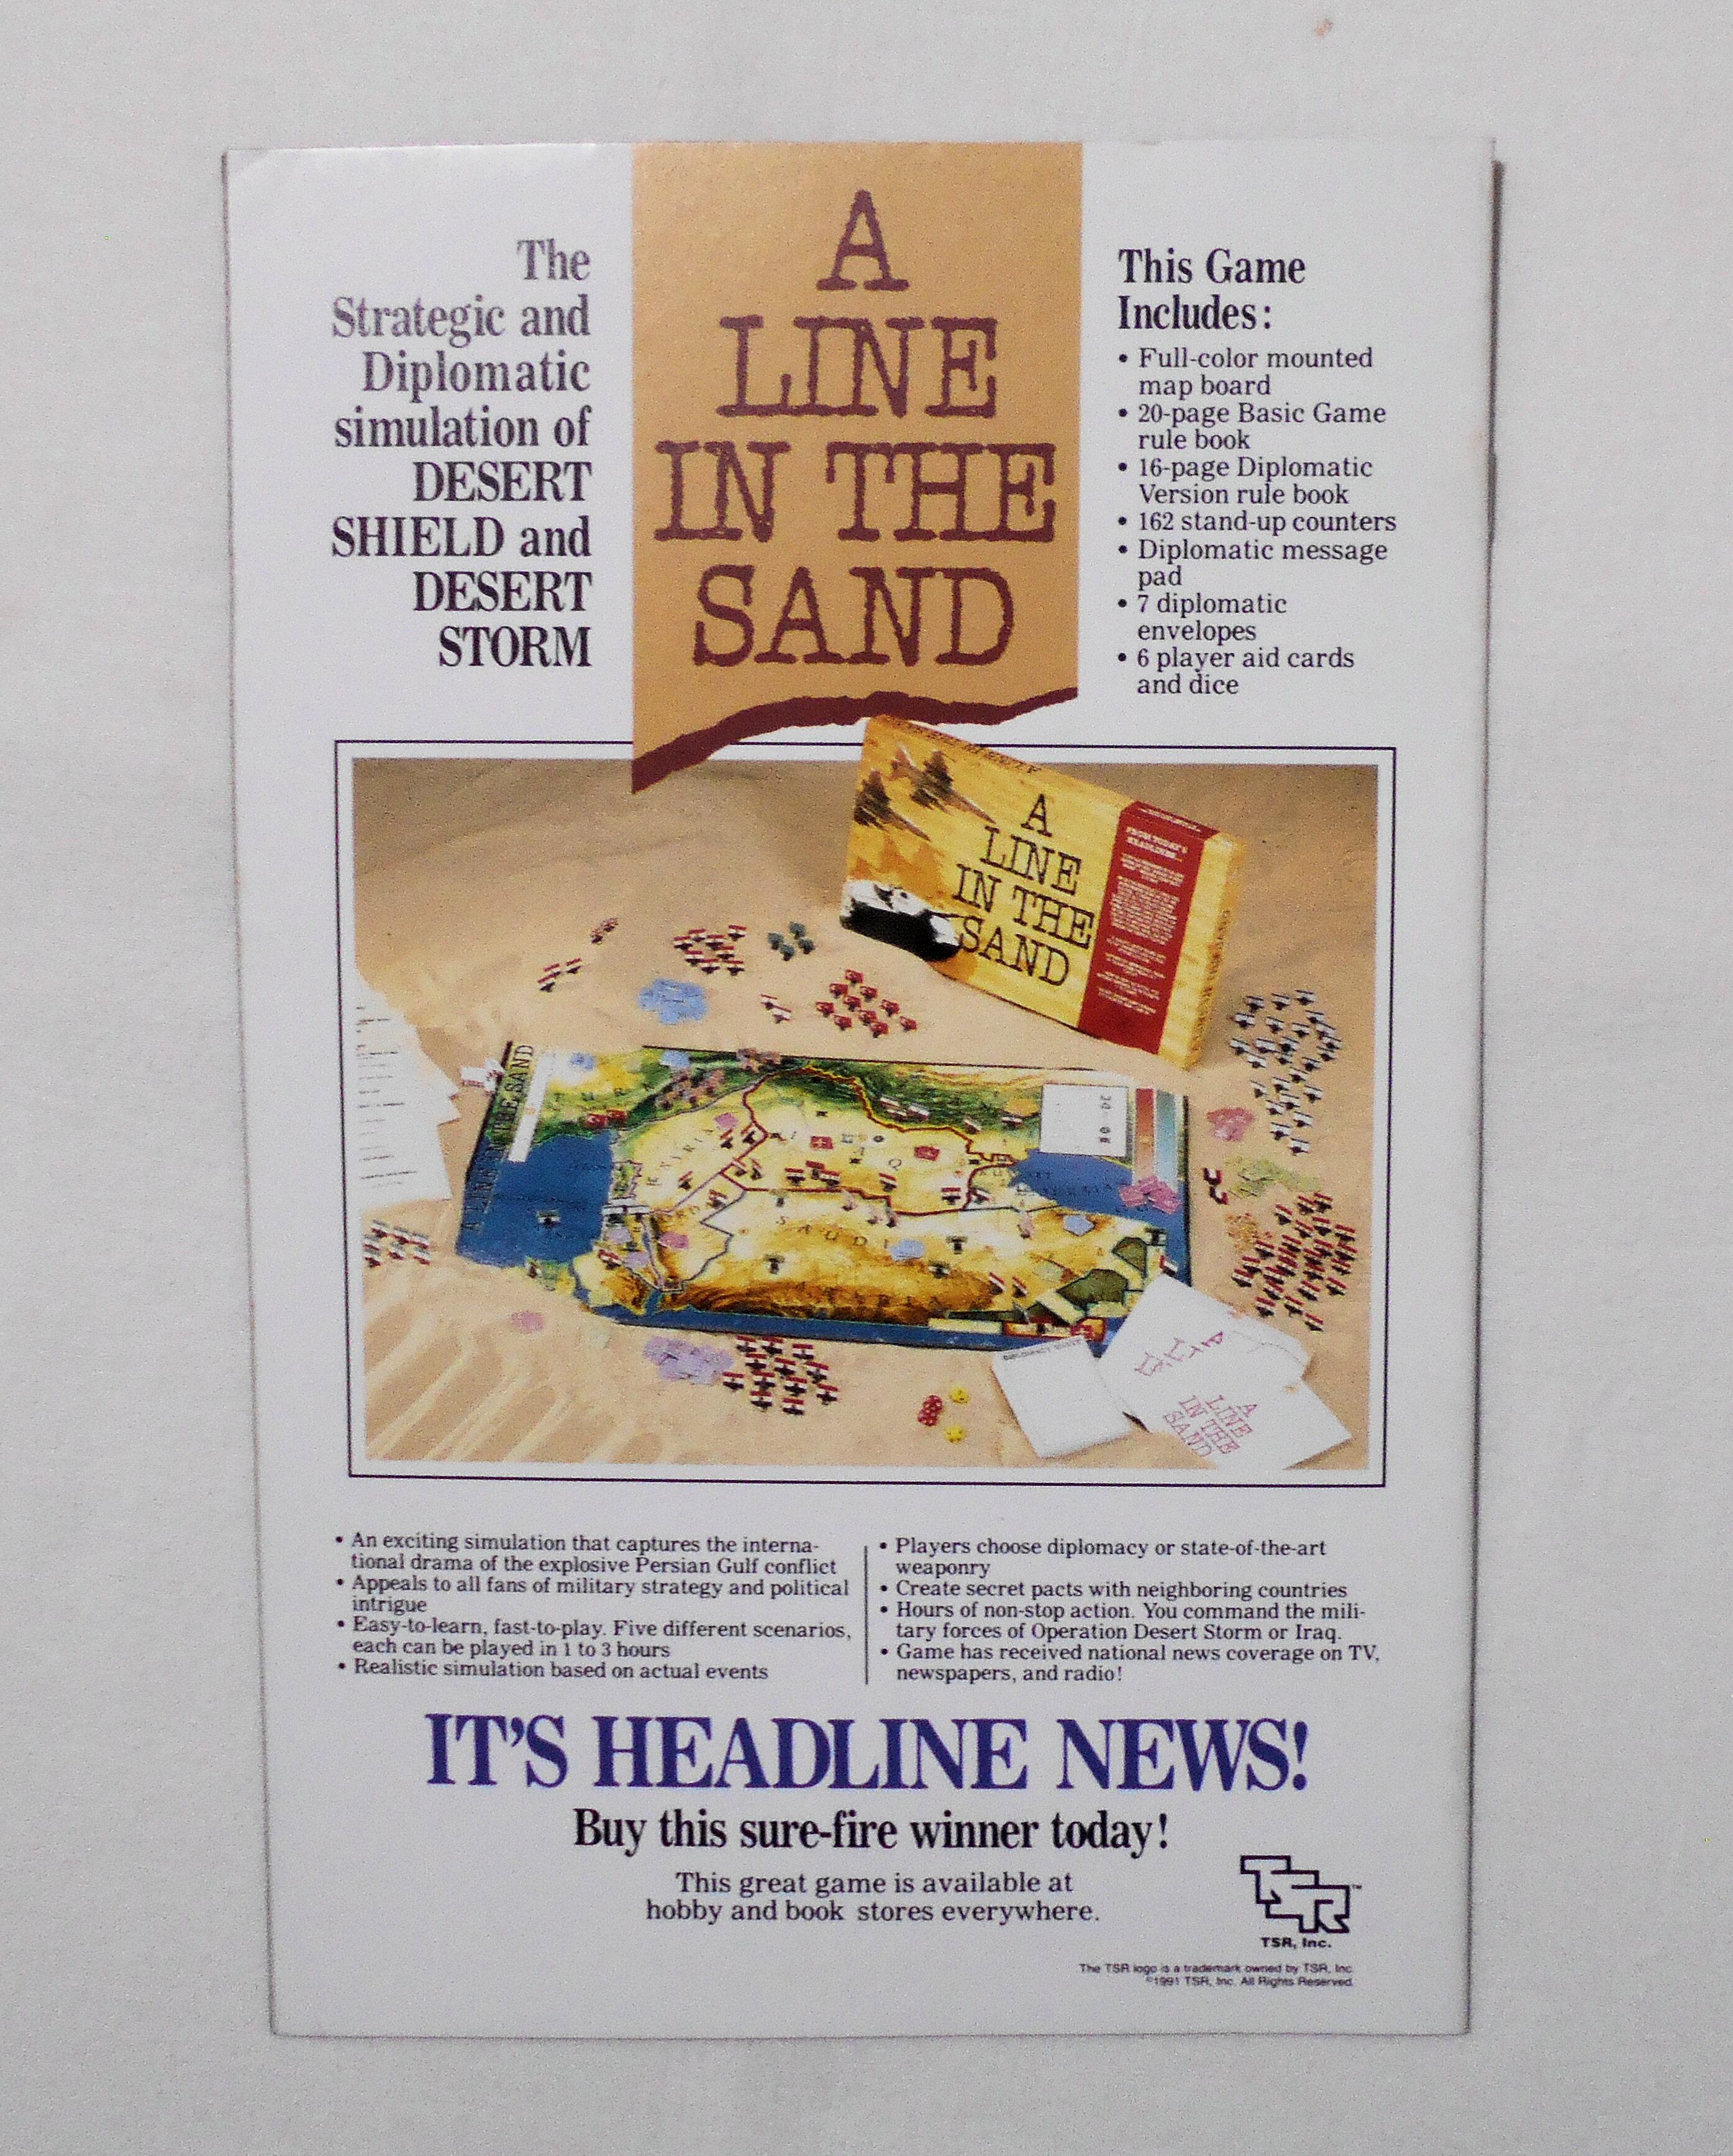 The
Strategic and
Diplomatic
simulation of
DESERT
SHIELD and
DESERT
STORM
A
LINE
IN THE
SAND
This Game
Includes:
• Full-color mounted
map board
• 20-page Basic Game
rule book
• 16-page Diplomatic
Version rule book
• 162 stand-up counters
• Diplomatic message
pad
• 7 diplomatic
envelopes
• 6 player aid cards
and dice
A
LINE
IN THE
SAND
FROM TODAY'S
HEADLINES...
SAUDI
A
LINE
IN THE
SAND
• An exciting simulation that captures the interna-
tional drama of the explosive Persian Gulf conflict
• Appeals to all fans of military strategy and political
intrigue
• Easy-to-learn, fast-to-play. Five different scenarios,
each can be played in 1 to 3 hours
• Realistic simulation based on actual events
• Players choose diplomacy or state-of-the-art
weaponry
• Create secret pacts with neighboring countries
• Hours of non-stop action. You command the mili-
tary forces of Operation Desert Storm or Iraq.
• Game has received national news coverage on TV,
newspapers, and radio!
IT'S HEADLINE NEWS!
Buy this sure-fire winner today!
This great game is available at
hobby and book stores everywhere.
TSR™
TSR, Inc.
The TSR logo is a trademark owned by TSR, Inc.
©1991 TSR, Inc. All Rights Reserved.